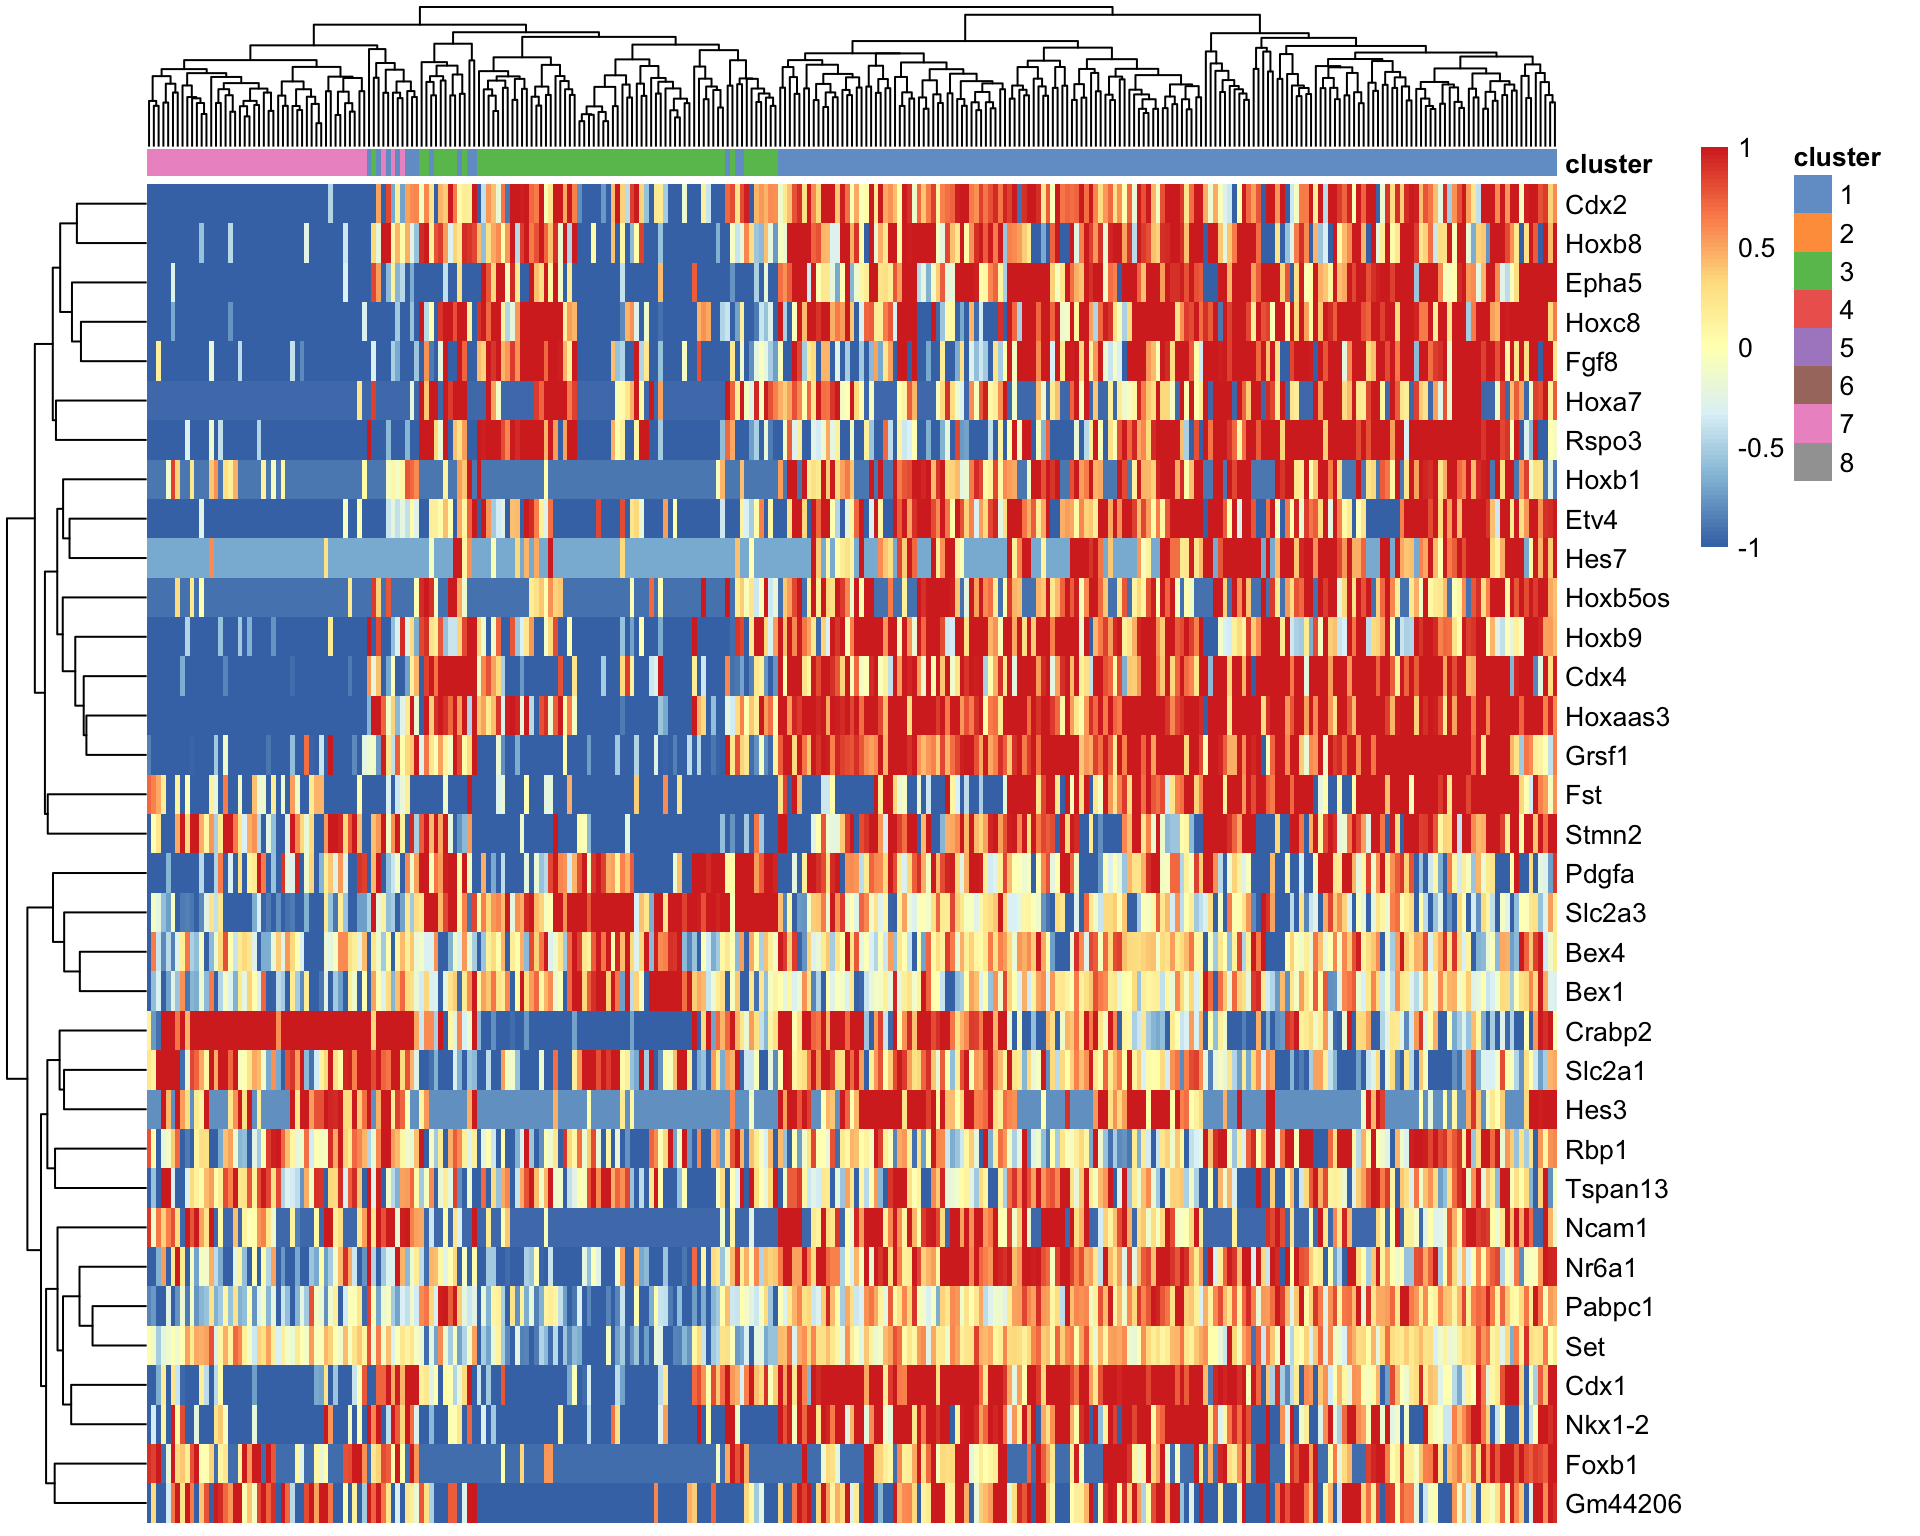 cluster
Cdx2
Hoxb8
Epha5
Hoxc8
Fgf8
Hoxa7
Rspo3
Hoxb1
Etv4
Hes7
Hoxb5os
Hoxb9
Cdx4
Hoxaas3
Grsf1
Fst
Stmn2
Pdgfa
Slc2a3
Bex4
Bex1
Crabp2
Slc2a1
Hes3
Rbp1
Tspan13
Ncam1
Nr6a1
Pabpc1
Set
Cdx1
Nkx1-2
Foxb1
Gm44206
1
0.5
0
-0.5
-1
cluster
1
2
3
4
5
6
7
8